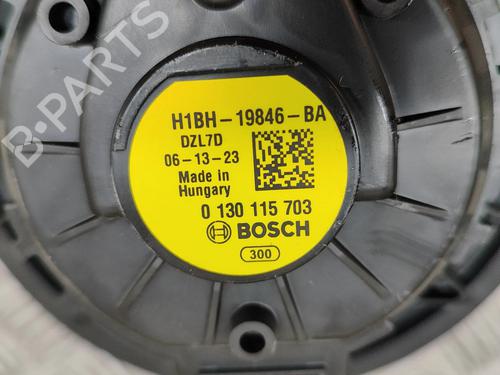 B-PARTS
H1BH-19846-BA
DZL7D
06-13-23
Made in
Hungary
0 130 115 703
BOSCH
300